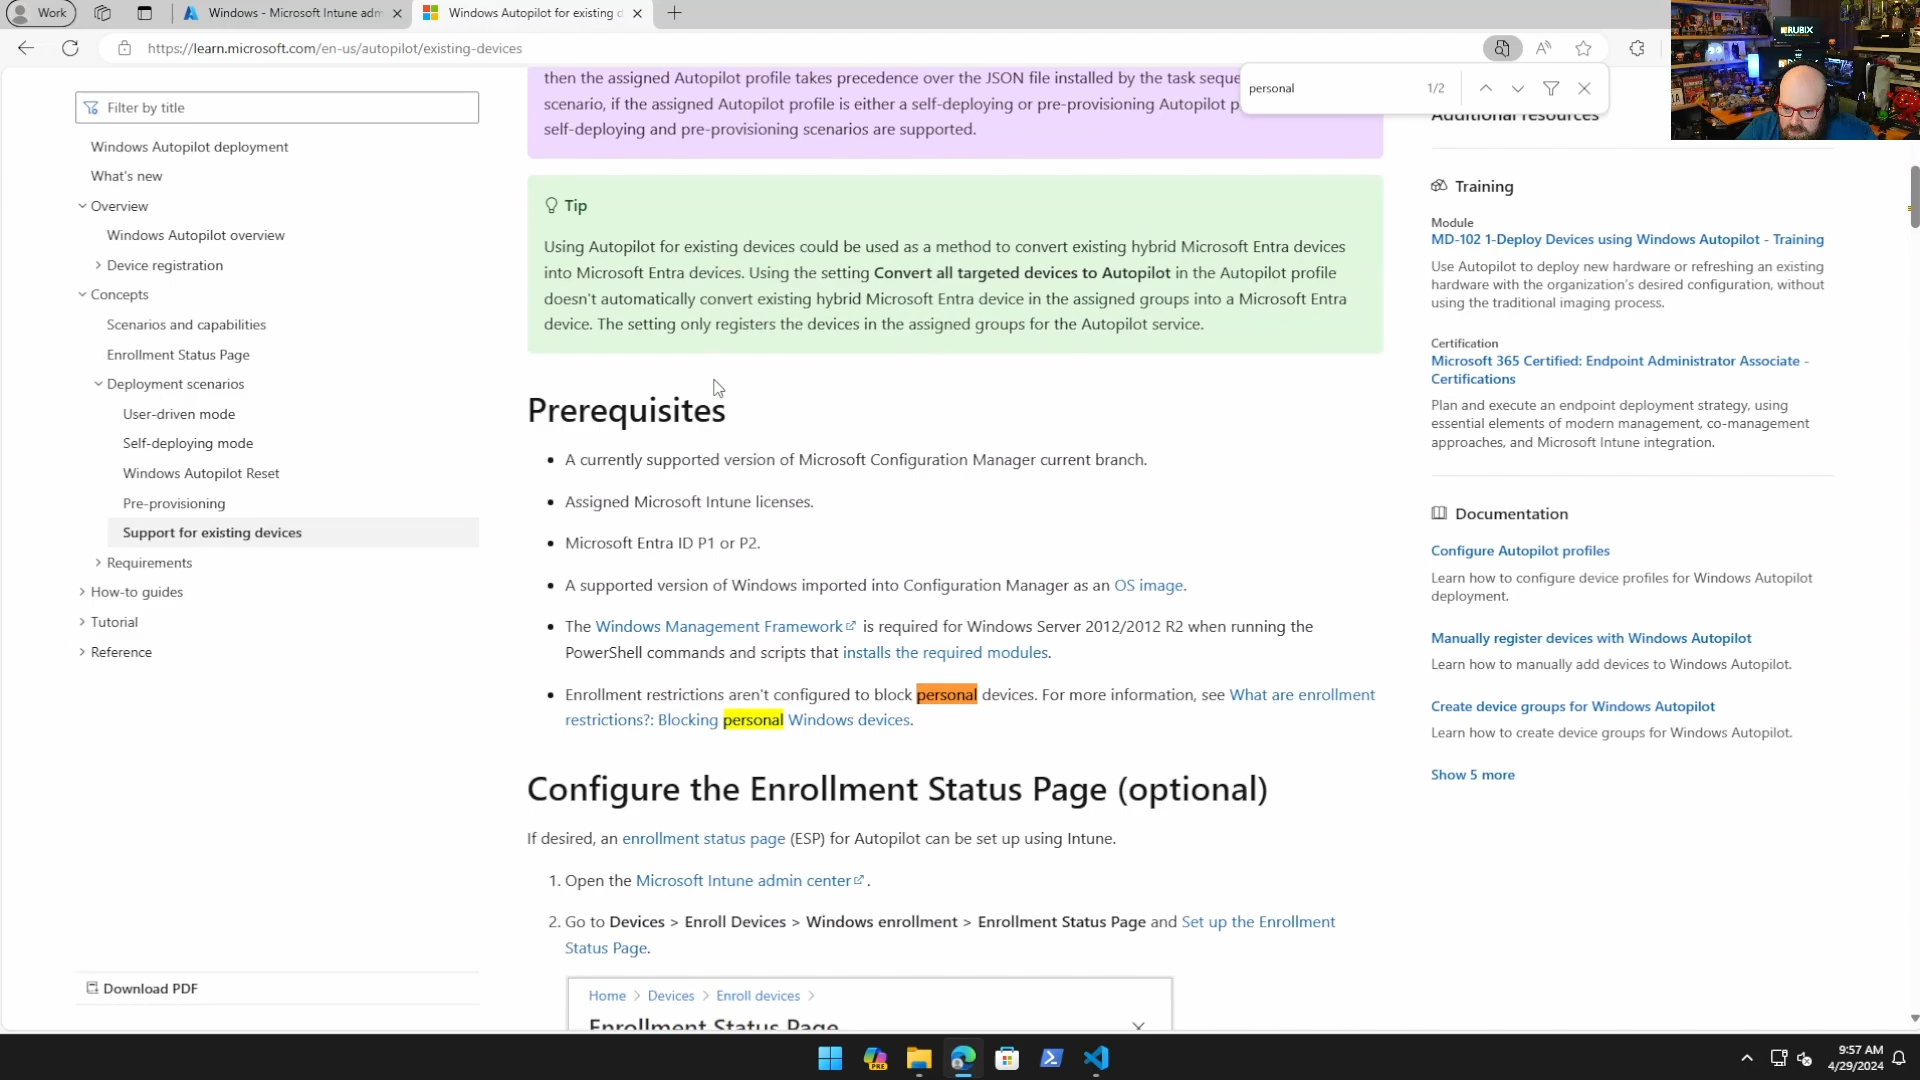 Work
Windows - Microsoft Intune adm
Windows Autopilot for existing d
https://learn.microsoft.com/en-us/autopilot/existing-devices
personal
1/2
RUBIX
Filter by title
Windows Autopilot deployment
What's new
Overview
Windows Autopilot overview
Device registration
Concepts
Scenarios and capabilities
Enrollment Status Page
Deployment scenarios
User-driven mode
Self-deploying mode
Windows Autopilot Reset
Pre-provisioning
Support for existing devices
Requirements
How-to guides
Tutorial
Reference
Download PDF
then the assigned Autopilot profile takes precedence over the JSON file installed by the task seque
scenario, if the assigned Autopilot profile is either a self-deploying or pre-provisioning Autopilot p
self-deploying and pre-provisioning scenarios are supported.
Tip
Using Autopilot for existing devices could be used as a method to convert existing hybrid Microsoft Entra devices
into Microsoft Entra devices. Using the setting Convert all targeted devices to Autopilot in the Autopilot profile
doesn't automatically convert existing hybrid Microsoft Entra device in the assigned groups into a Microsoft Entra
device. The setting only registers the devices in the assigned groups for the Autopilot service.
Prerequisites
• A currently supported version of Microsoft Configuration Manager current branch.
• Assigned Microsoft Intune licenses.
• Microsoft Entra ID P1 or P2.
• A supported version of Windows imported into Configuration Manager as an OS image.
• The Windows Management Framework is required for Windows Server 2012/2012 R2 when running the
PowerShell commands and scripts that installs the required modules.
• Enrollment restrictions aren't configured to block personal devices. For more information, see What are enrollment
restrictions?: Blocking personal Windows devices.
Configure the Enrollment Status Page (optional)
If desired, an enrollment status page (ESP) for Autopilot can be set up using Intune.
1. Open the Microsoft Intune admin center.
2. Go to Devices > Enroll Devices > Windows enrollment > Enrollment Status Page and Set up the Enrollment
Status Page.
Home > Devices > Enroll devices >
Enrollment Status Page
Additional resources
Training
Module
MD-102 1-Deploy Devices using Windows Autopilot - Training
Use Autopilot to deploy new hardware or refreshing an existing
hardware with the organization's desired configuration, without
using the traditional imaging process.
Certification
Microsoft 365 Certified: Endpoint Administrator Associate -
Certifications
Plan and execute an endpoint deployment strategy, using
essential elements of modern management, co-management
approaches, and Microsoft Intune integration.
Documentation
Configure Autopilot profiles
Learn how to configure device profiles for Windows Autopilot
deployment.
Manually register devices with Windows Autopilot
Learn how to manually add devices to Windows Autopilot.
Create device groups for Windows Autopilot
Learn how to create device groups for Windows Autopilot.
Show 5 more
PRE
9:57 AM
4/29/2024